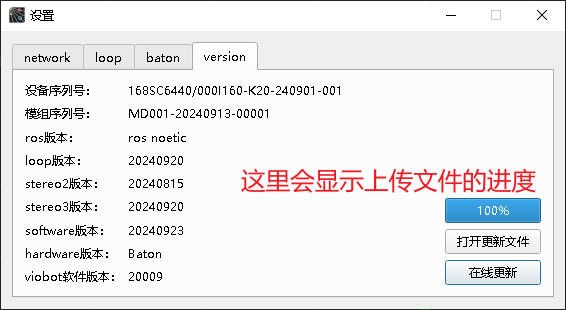 设置
network loop baton version
设备序列号： 168SC6440/000I160-K20-240901-001
模组序列号： MD001-20240913-00001
ros版本： ros noetic
loop版本： 20240920
stereo2版本： 20240815
这里会显示上传文件的进度
stereo3版本： 20240920
100%
software版本： 20240923
打开更新文件
hardware版本： Baton
在线更新
viobot软件版本： 20009